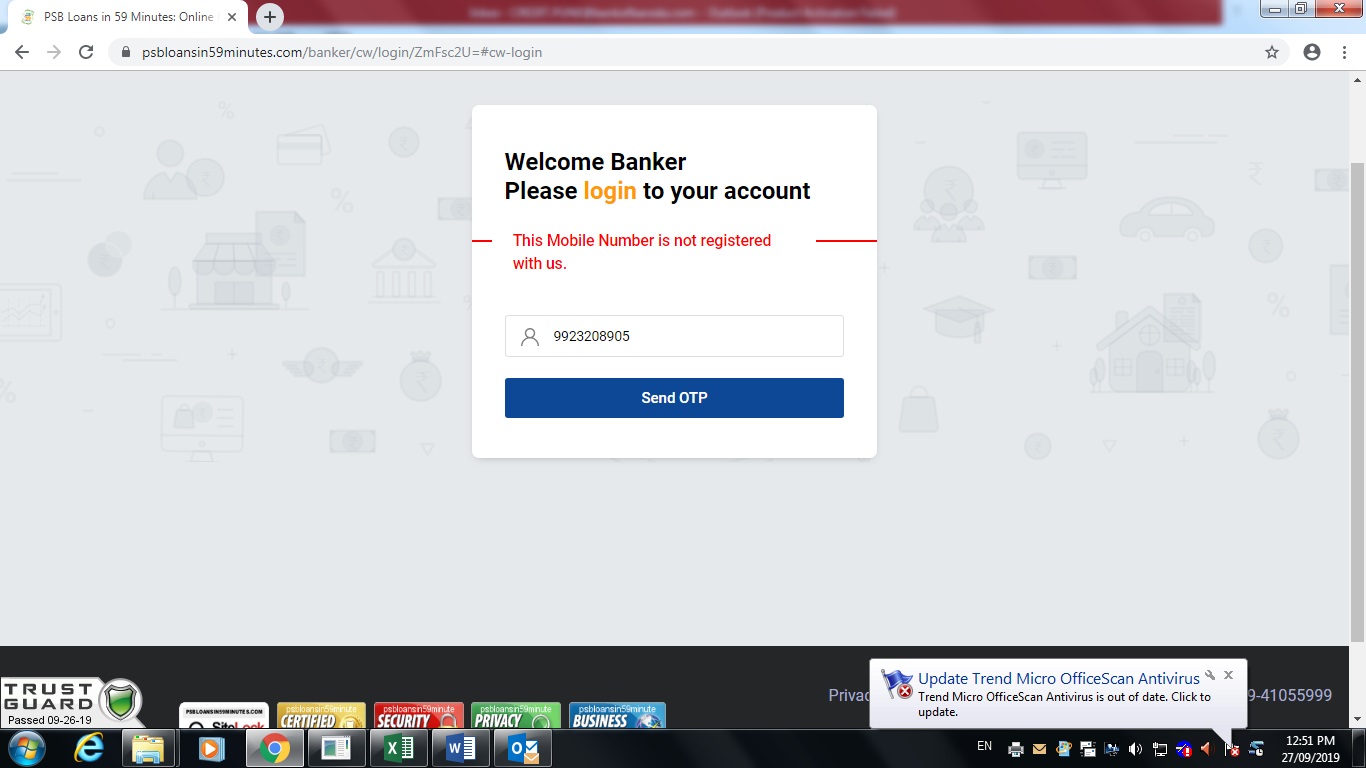 PSB Loans in 59 Minutes: Online
psbloansin59minutes.com/banker/cw/login/ZmFsc2U=#cw-login
Welcome Banker
Please login to your account
This Mobile Number is not registered
with us.
9923208905
Send OTP
TRUST
GUARD
Passed 09-26-19
PSBLOANSIN59MINUTES.COM
SiteLock
psbloansin59minute
CERTIFIED
psbloansin59minute
SECURITY
psbloansin59minute
PRIVACY
psbloansin59minute
BUSINESS
Privac
9-41055999
Update Trend Micro OfficeScan Antivirus
Trend Micro OfficeScan Antivirus is out of date. Click to
update.
EN
12:51 PM
27/09/2019